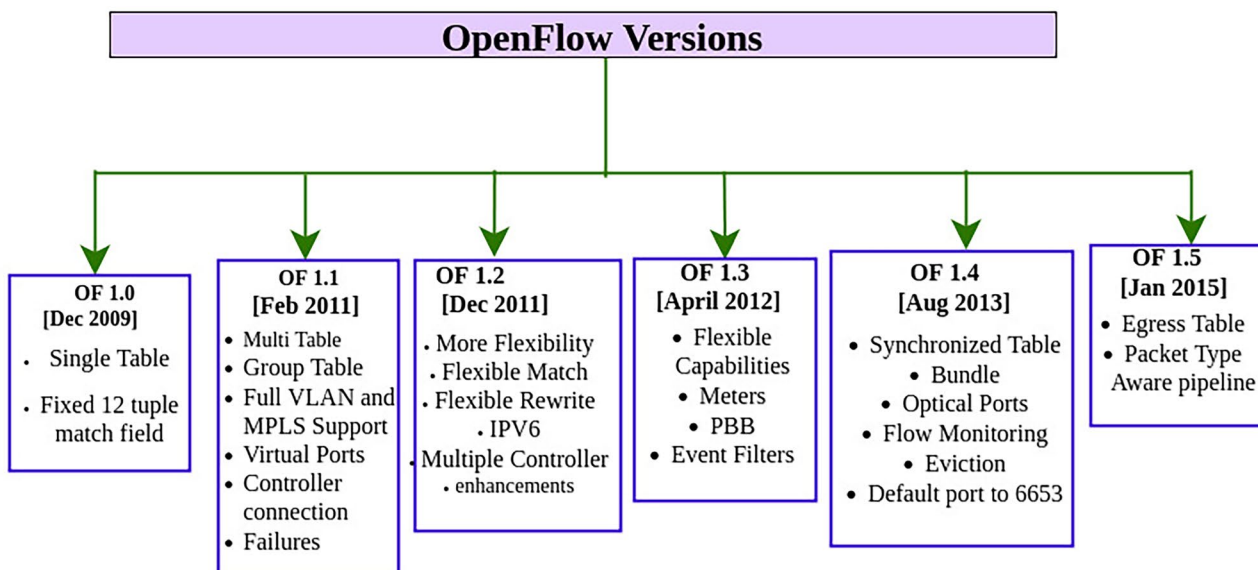 OpenFlow Versions
OF 1.0
[Dec 2009]
• Single Table
• Fixed 12 tuple
match field
OF 1.1
[Feb 2011]
• Multi Table
• Group Table
• Full VLAN and
MPLS Support
• Virtual Ports
• Controller
connection
• Failures
OF 1.2
[Dec 2011]
• More Flexibility
• Flexible Match
• Flexible Rewrite
• IPV6
• Multiple Controller
• enhancements
OF 1.3
[April 2012]
• Flexible
Capabilities
• Meters
• PBB
• Event Filters
OF 1.4
[Aug 2013]
• Synchronized Table
• Bundle
• Optical Ports
• Flow Monitoring
• Eviction
• Default port to 6653
OF 1.5
[Jan 2015]
• Egress Table
• Packet Type
Aware pipeline